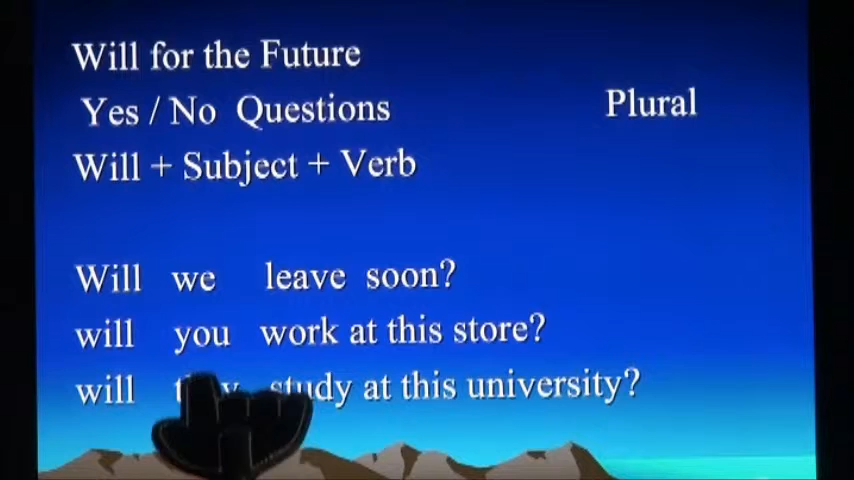 Will for the Future
Yes / No Questions
Plural
Will + Subject + Verb
Will we leave soon?
will you work at this store?
will study at this university?